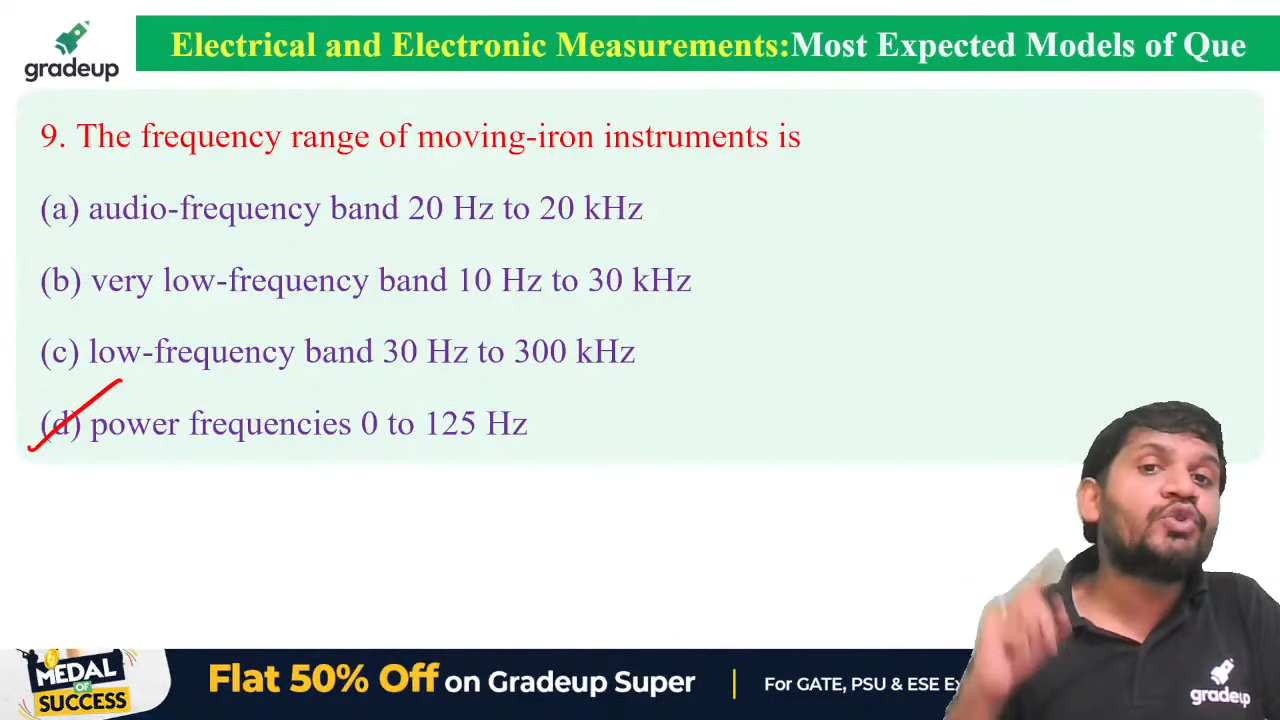 gradeup
Electrical and Electronic Measurements:Most Expected Models of Que
9. The frequency range of moving-iron instruments is
(a) audio-frequency band 20 Hz to 20 kHz
(b) very low-frequency band 10 Hz to 30 kHz
(c) low-frequency band 30 Hz to 300 kHz
(d) power frequencies 0 to 125 Hz
MEDAL
OF
SUCCESS
Flat 50% Off on Gradeup Super
For GATE, PSU & ESE Ex
gradeup